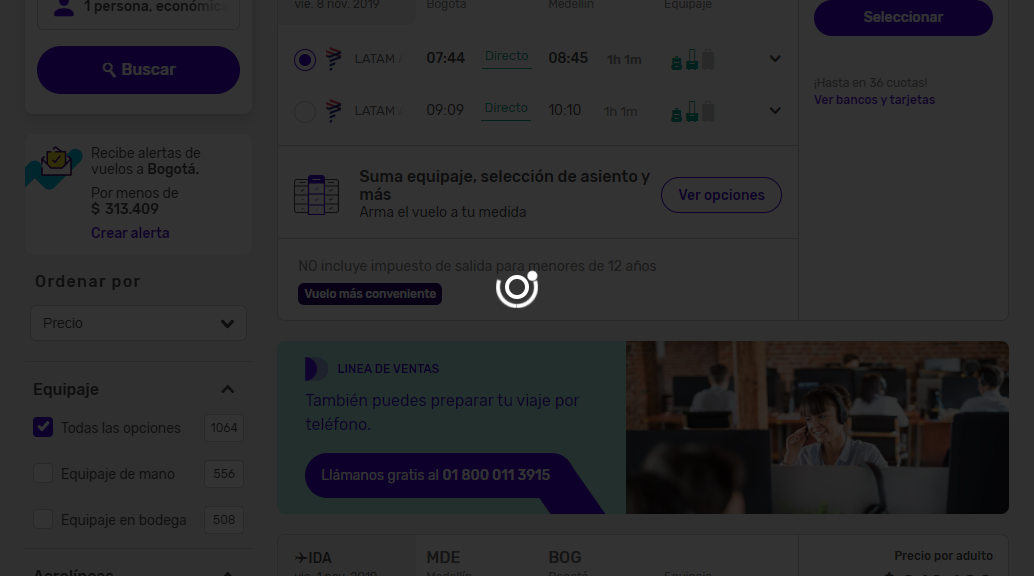 1 persona, económic
Buscar
Recibe alertas de
vuelos a Bogotá.
Por menos de
$ 313.409
Crear alerta
Ordenar por
Precio
Equipaje
Todas las opciones 1064
Equipaje de mano 556
Equipaje en bodega 508
Aerolíneas
vie. 8 nov. 2019 Bogotá Medellín Equipaje
LATAM 07:44 Directo 08:45 1h 1m
LATAM 09:09 Directo 10:10 1h 1m
Suma equipaje, selección de asiento y
más
Arma el vuelo a tu medida
Ver opciones
NO incluye impuesto de salida para menores de 12 años
Vuelo más conveniente
Seleccionar
¡Hasta en 36 cuotas!
Ver bancos y tarjetas
LINEA DE VENTAS
También puedes preparar tu viaje por
teléfono.
Llámanos gratis al 01 800 011 3915
IDA MDE BOG
vie. 1 nov. 2019 Medellín Bogotá Equipaje
Precio por adulto